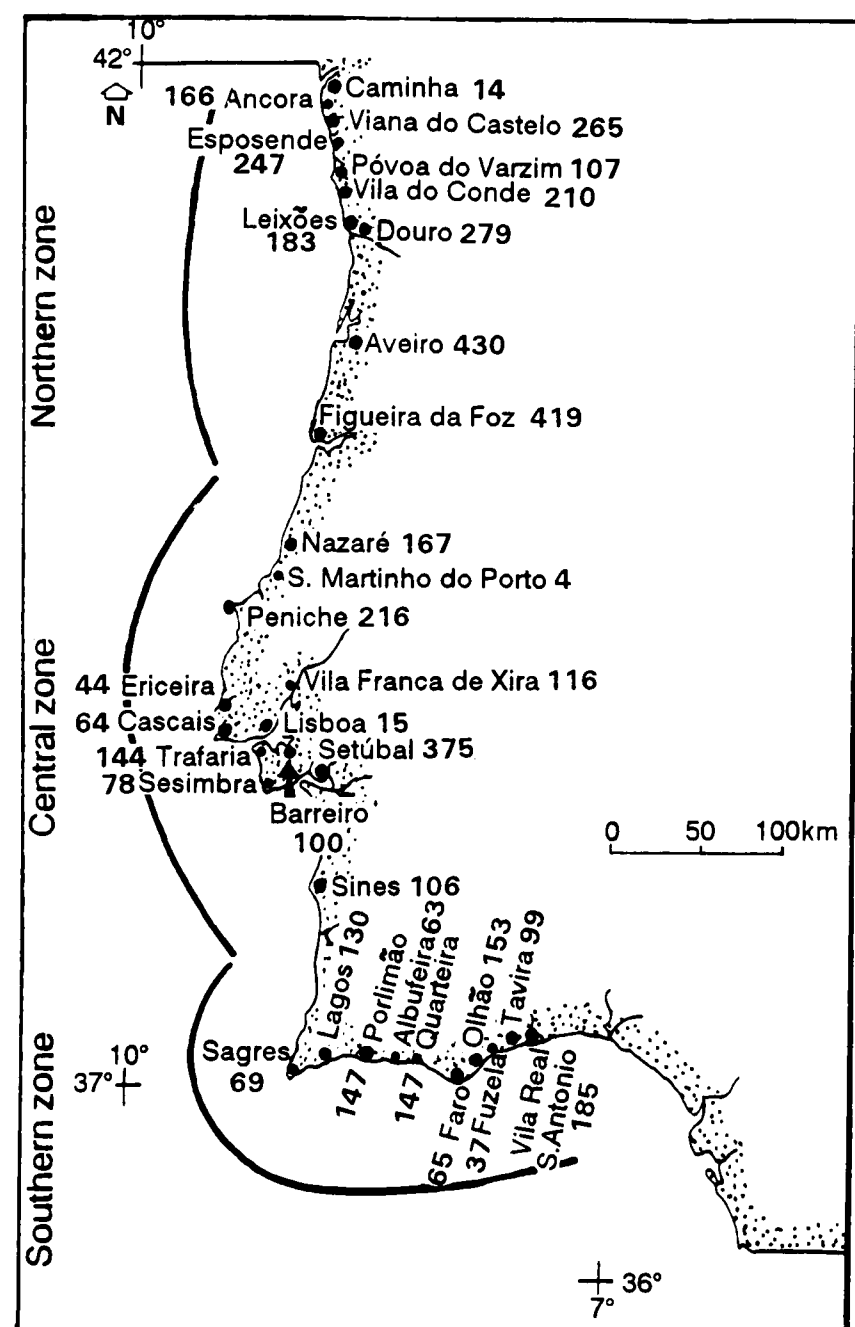 10°
42°
N
Caminha 14
166 Ancora
Viana do Castelo 265
Esposende
247
Póvoa do Varzim 107
Vila do Conde 210
Leixões
183
Douro 279
Northern zone
Aveiro 430
Figueira da Foz 419
Nazaré 167
S. Martinho do Porto 4
Peniche 216
Central zone
44 Ericeira
Vila Franca de Xira 116
64 Cascais
Lisboa 15
144 Trafaria
Setúbal 375
78 Sesimbra
Barreiro
100
0 50 100km
Sines 106
Southern zone
Sagres
69
Lagos 130
Porlimão
147
Albufeira 63
Quarteira
147
65 Faro
Olhão 153
37 Fuzela
Tavira 99
Vila Real
S.Antonio
185
10°
37°
36°
7°